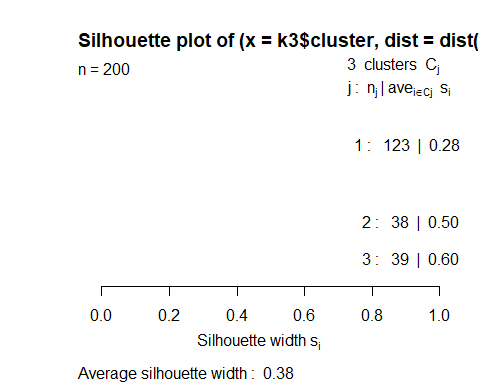 Silhouette plot of (x = k3$cluster, dist = dist(
n = 200
3 clusters Cⱼ
j : nⱼ | aveᵢ∈Cⱼ sᵢ
1 : 123 | 0.28
2 : 38 | 0.50
3 : 39 | 0.60
0.0 0.2 0.4 0.6 0.8 1.0
Silhouette width sᵢ
Average silhouette width : 0.38